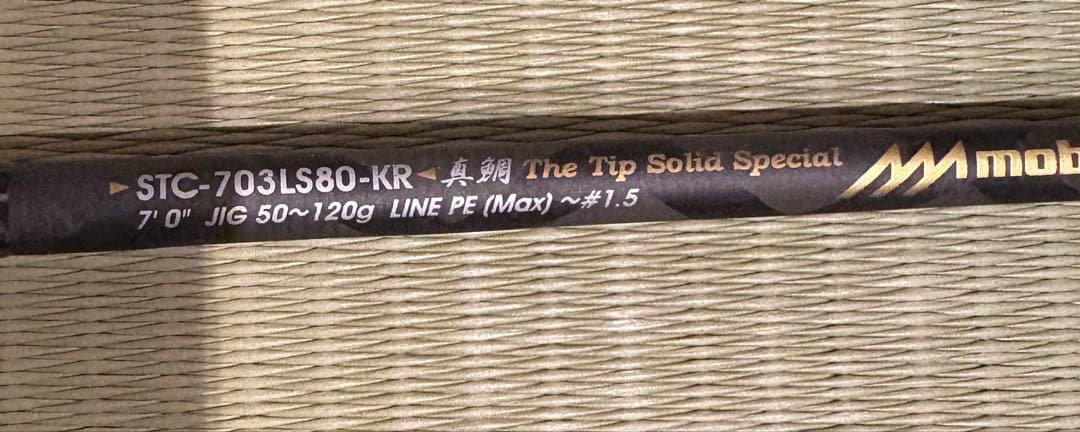 ►STC-703LS80-KR◄真鯛 The Tip Solid Special mob
7' 0" JIG 50~120g LINE PE (Max) ~#1.5